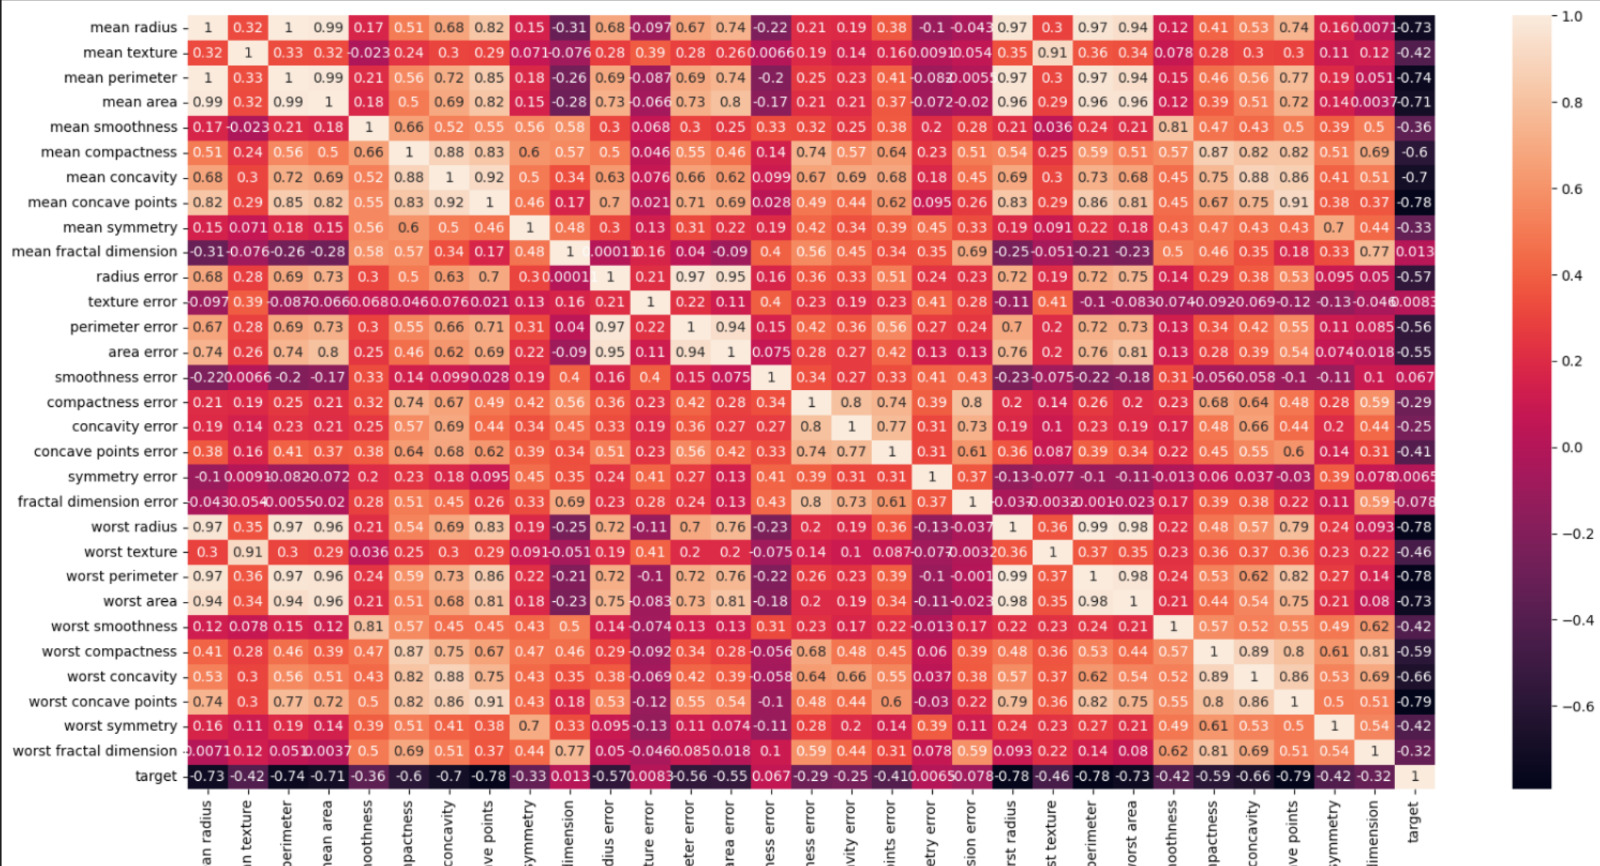 mean radius 1 0.32 1 0.99 0.17 0.51 0.68 0.82 0.15 -0.31 0.68 -0.097 0.67 0.74 -0.22 0.21 0.19 0.38 -0.1 -0.043 0.97 0.3 0.97 0.94 0.12 0.41 0.53 0.74 0.16 0.0071 -0.73 1.0
mean texture 0.32 1 0.33 0.32 -0.023 0.24 0.3 0.29 0.071 -0.076 0.28 0.39 0.28 0.26 0.0066 0.19 0.14 0.16 0.0091 0.054 0.35 0.91 0.36 0.34 0.078 0.28 0.3 0.3 0.11 0.12 -0.42
mean perimeter 1 0.33 1 0.99 0.21 0.56 0.72 0.85 0.18 -0.26 0.69 -0.087 0.69 0.74 -0.2 0.25 0.23 0.41 -0.082 0.0055 0.97 0.3 0.97 0.94 0.15 0.46 0.56 0.77 0.19 0.051 -0.74
mean area 0.99 0.32 0.99 1 0.18 0.5 0.69 0.82 0.15 -0.28 0.73 -0.066 0.73 0.8 -0.17 0.21 0.21 0.37 -0.072 -0.02 0.96 0.29 0.96 0.96 0.12 0.39 0.51 0.72 0.14 0.0037 -0.71 0.8
mean smoothness 0.17 -0.023 0.21 0.18 1 0.66 0.52 0.55 0.56 0.58 0.3 0.068 0.3 0.25 0.33 0.32 0.25 0.38 0.2 0.28 0.21 0.036 0.24 0.21 0.81 0.47 0.43 0.5 0.39 0.5 -0.36
mean compactness 0.51 0.24 0.56 0.5 0.66 1 0.88 0.83 0.6 0.57 0.5 0.046 0.55 0.46 0.14 0.74 0.57 0.64 0.23 0.51 0.54 0.25 0.59 0.51 0.57 0.87 0.82 0.82 0.51 0.69 -0.6
mean concavity 0.68 0.3 0.72 0.69 0.52 0.88 1 0.92 0.5 0.34 0.63 0.076 0.66 0.62 0.099 0.67 0.69 0.68 0.18 0.45 0.69 0.3 0.73 0.68 0.45 0.75 0.88 0.86 0.41 0.51 -0.7
mean concave points 0.82 0.29 0.85 0.82 0.55 0.83 0.92 1 0.46 0.17 0.7 0.021 0.71 0.69 0.028 0.49 0.44 0.62 0.095 0.26 0.83 0.29 0.86 0.81 0.45 0.67 0.75 0.91 0.38 0.37 -0.78 0.6
mean symmetry 0.15 0.071 0.18 0.15 0.56 0.6 0.5 0.46 1 0.48 0.3 0.13 0.31 0.22 0.19 0.42 0.34 0.39 0.45 0.33 0.19 0.091 0.22 0.18 0.43 0.47 0.43 0.43 0.7 0.44 -0.33
mean fractal dimension -0.31 -0.076 -0.26 -0.28 0.58 0.57 0.34 0.17 0.48 1 .00011 0.16 0.04 -0.09 0.4 0.56 0.45 0.34 0.35 0.69 -0.25 -0.051 -0.21 -0.23 0.5 0.46 0.35 0.18 0.33 0.77 0.013
radius error 0.68 0.28 0.69 0.73 0.3 0.5 0.63 0.7 0.3 0.0001 1 0.21 0.97 0.95 0.16 0.36 0.33 0.51 0.24 0.23 0.72 0.19 0.72 0.75 0.14 0.29 0.38 0.53 0.095 0.05 -0.57 0.4
texture error -0.097 0.39 -0.087 -0.066 0.068 0.046 0.076 0.021 0.13 0.16 0.21 1 0.22 0.11 0.4 0.23 0.19 0.23 0.41 0.28 -0.11 0.41 -0.1 -0.083 -0.074 -0.092 -0.069 -0.12 -0.13 -0.046 0.0083
perimeter error 0.67 0.28 0.69 0.73 0.3 0.55 0.66 0.71 0.31 0.04 0.97 0.22 1 0.94 0.15 0.42 0.36 0.56 0.27 0.24 0.7 0.2 0.72 0.73 0.13 0.34 0.42 0.55 0.11 0.085 -0.56
area error 0.74 0.26 0.74 0.8 0.25 0.46 0.62 0.69 0.22 -0.09 0.95 0.11 0.94 1 0.075 0.28 0.27 0.42 0.13 0.13 0.76 0.2 0.76 0.81 0.13 0.28 0.39 0.54 0.074 0.018 -0.55 0.2
smoothness error -0.22 0.0066 -0.2 -0.17 0.33 0.14 0.099 0.028 0.19 0.4 0.16 0.4 0.15 0.075 1 0.34 0.27 0.33 0.41 0.43 -0.23 -0.075 -0.22 -0.18 0.31 -0.056 -0.058 -0.1 -0.11 0.1 0.067
compactness error 0.21 0.19 0.25 0.21 0.32 0.74 0.67 0.49 0.42 0.56 0.36 0.23 0.42 0.28 0.34 1 0.8 0.74 0.39 0.8 0.2 0.14 0.26 0.2 0.23 0.68 0.64 0.48 0.28 0.59 -0.29
concavity error 0.19 0.14 0.23 0.21 0.25 0.57 0.69 0.44 0.34 0.45 0.33 0.19 0.36 0.27 0.27 0.8 1 0.77 0.31 0.73 0.19 0.1 0.23 0.19 0.17 0.48 0.66 0.44 0.2 0.44 -0.25
concave points error 0.38 0.16 0.41 0.37 0.38 0.64 0.68 0.62 0.39 0.34 0.51 0.23 0.56 0.42 0.33 0.74 0.77 1 0.31 0.61 0.36 0.087 0.39 0.34 0.22 0.45 0.55 0.6 0.14 0.31 -0.41 0.0
symmetry error -0.1 0.0091 -0.082 -0.072 0.2 0.23 0.18 0.095 0.45 0.35 0.24 0.41 0.27 0.13 0.41 0.39 0.31 0.31 1 0.37 -0.13 -0.077 -0.1 -0.11 -0.013 0.06 0.037 -0.03 0.39 0.078 0.0065
fractal dimension error -0.043 0.054 0.0055 -0.02 0.28 0.51 0.45 0.26 0.33 0.69 0.23 0.28 0.24 0.13 0.43 0.8 0.73 0.61 0.37 1 -0.037 0.0032 -0.001 -0.023 0.17 0.39 0.38 0.22 0.11 0.59 -0.078
worst radius 0.97 0.35 0.97 0.96 0.21 0.54 0.69 0.83 0.19 -0.25 0.72 -0.11 0.7 0.76 -0.23 0.2 0.19 0.36 -0.13 -0.037 1 0.36 0.99 0.98 0.22 0.48 0.57 0.79 0.24 0.093 -0.78 −0.2
worst texture 0.3 0.91 0.3 0.29 0.036 0.25 0.3 0.29 0.091 -0.051 0.19 0.41 0.2 0.2 -0.075 0.14 0.1 0.087 -0.077 0.0032 0.36 1 0.37 0.35 0.23 0.36 0.37 0.36 0.23 0.22 -0.46
worst perimeter 0.97 0.36 0.97 0.96 0.24 0.59 0.73 0.86 0.22 -0.21 0.72 -0.1 0.72 0.76 -0.22 0.26 0.23 0.39 -0.1 -0.001 0.99 0.37 1 0.98 0.24 0.53 0.62 0.82 0.27 0.14 -0.78
worst area 0.94 0.34 0.94 0.96 0.21 0.51 0.68 0.81 0.18 -0.23 0.75 -0.083 0.73 0.81 -0.18 0.2 0.19 0.34 -0.11 -0.023 0.98 0.35 0.98 1 0.21 0.44 0.54 0.75 0.21 0.08 -0.73 −0.4
worst smoothness 0.12 0.078 0.15 0.12 0.81 0.57 0.45 0.45 0.43 0.5 0.14 -0.074 0.13 0.13 0.31 0.23 0.17 0.22 -0.013 0.17 0.22 0.23 0.24 0.21 1 0.57 0.52 0.55 0.49 0.62 -0.42
worst compactness 0.41 0.28 0.46 0.39 0.47 0.87 0.75 0.67 0.47 0.46 0.29 -0.092 0.34 0.28 -0.056 0.68 0.48 0.45 0.06 0.39 0.48 0.36 0.53 0.44 0.57 1 0.89 0.8 0.61 0.81 -0.59
worst concavity 0.53 0.3 0.56 0.51 0.43 0.82 0.88 0.75 0.43 0.35 0.38 -0.069 0.42 0.39 -0.058 0.64 0.66 0.55 0.037 0.38 0.57 0.37 0.62 0.54 0.52 0.89 1 0.86 0.53 0.69 -0.66
worst concave points 0.74 0.3 0.77 0.72 0.5 0.82 0.86 0.91 0.43 0.18 0.53 -0.12 0.55 0.54 -0.1 0.48 0.44 0.6 -0.03 0.22 0.79 0.36 0.82 0.75 0.55 0.8 0.86 1 0.5 0.51 -0.79 −0.6
worst symmetry 0.16 0.11 0.19 0.14 0.39 0.51 0.41 0.38 0.7 0.33 0.095 -0.13 0.11 0.074 -0.11 0.28 0.2 0.14 0.39 0.11 0.24 0.23 0.27 0.21 0.49 0.61 0.53 0.5 1 0.54 -0.42
worst fractal dimension 0.0071 0.12 0.051 0.0037 0.5 0.69 0.51 0.37 0.44 0.77 0.05 -0.046 0.085 0.018 0.1 0.59 0.44 0.31 0.078 0.59 0.093 0.22 0.14 0.08 0.62 0.81 0.69 0.51 0.54 1 -0.32
target -0.73 -0.42 -0.74 -0.71 -0.36 -0.6 -0.7 -0.78 -0.33 0.013 -0.57 0.0083 -0.56 -0.55 0.067 -0.29 -0.25 -0.41 0.0065 0.078 -0.78 -0.46 -0.78 -0.73 -0.42 -0.59 -0.66 -0.79 -0.42 -0.32 1
an radius
n texture
perimeter
mean area
moothness
mpactness
concavity
ve points
symmetry
dimension
dius error
ture error
eter error
area error
ness error
ness error
vity error
ints error
etry error
sion error
rst radius
st texture
perimeter
vorst area
moothness
mpactness
concavity
ve points
symmetry
dimension
target